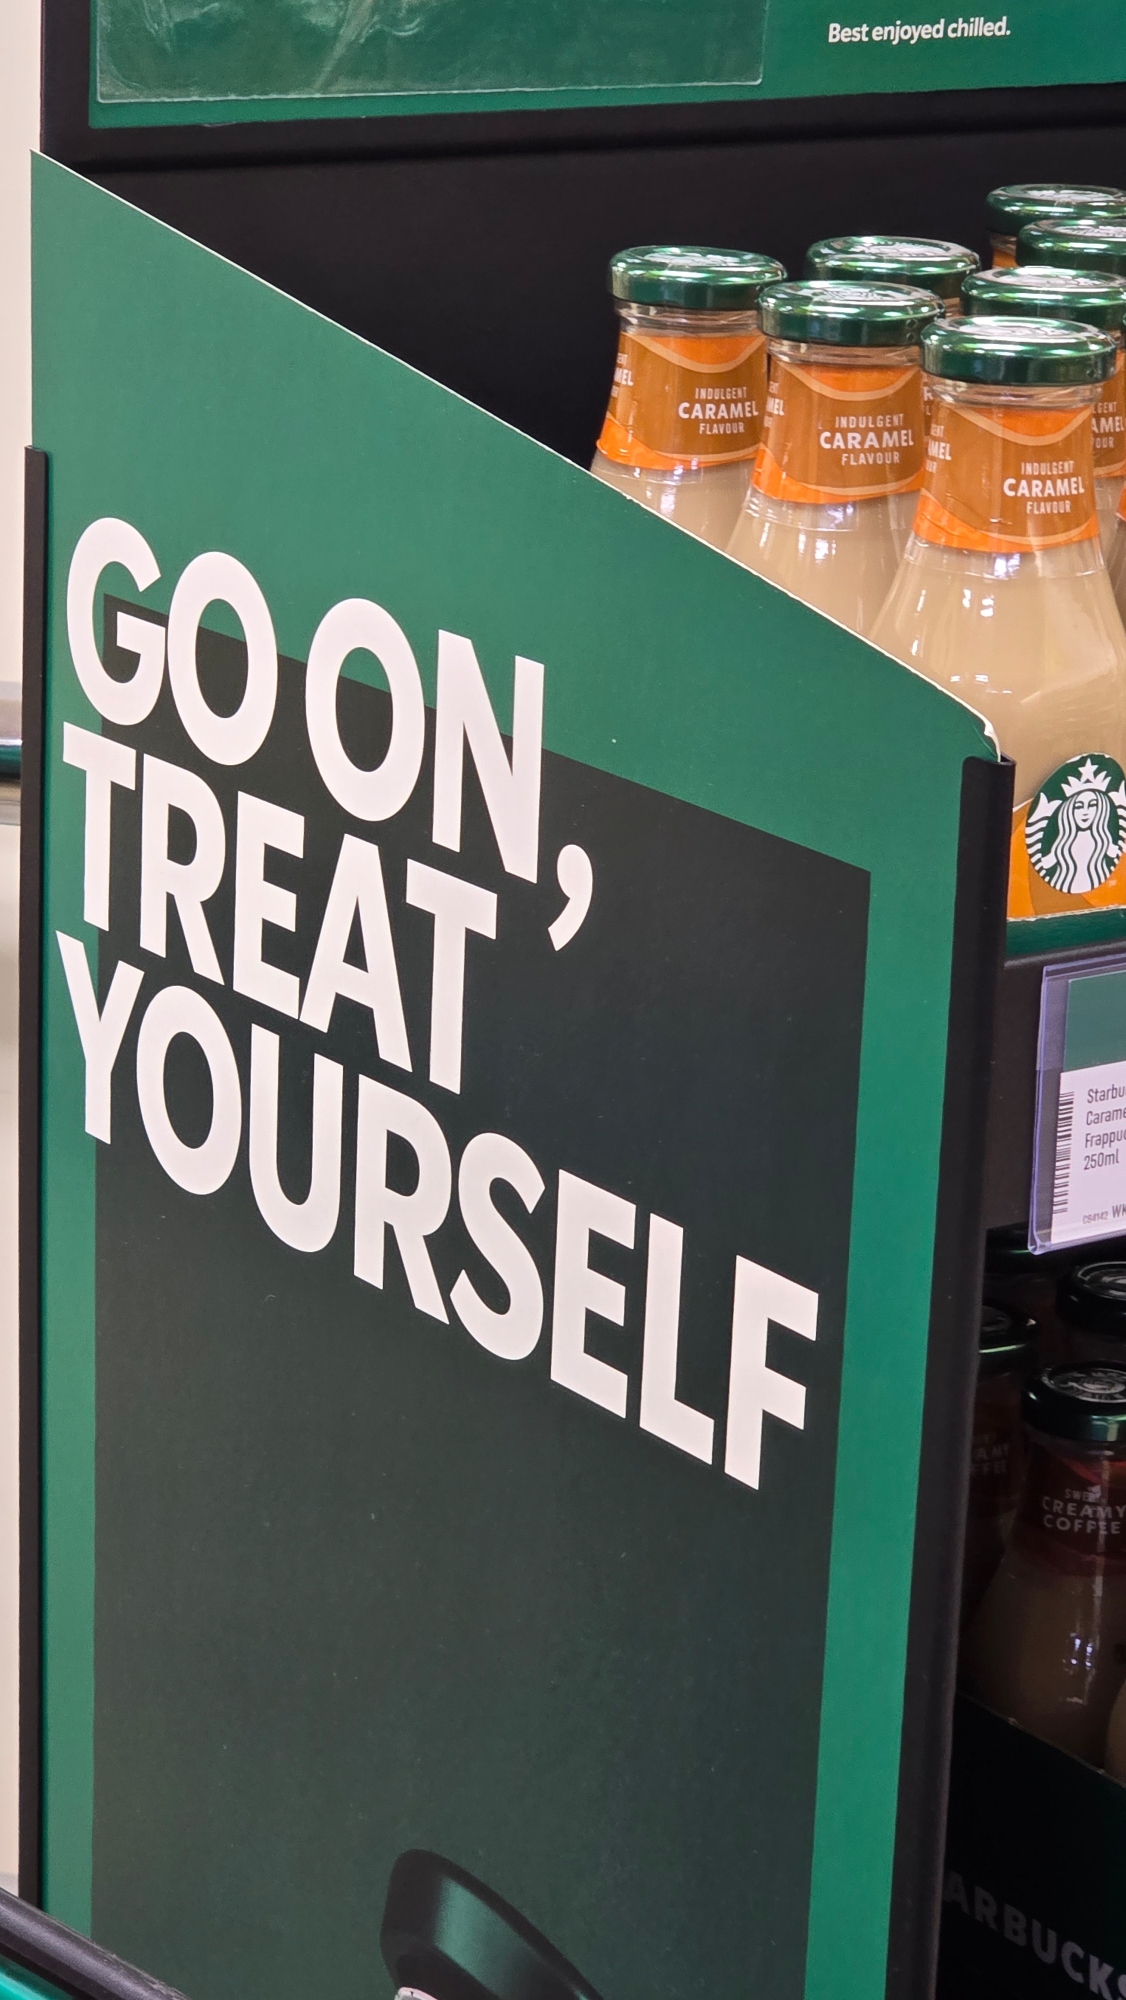 Best enjoyed chilled.
INDULGENT
CARAMEL
FLAVOUR
INDULGENT
CARAMEL
FLAVOUR
INDULGENT
CARAMEL
FLAVOUR
GO ON,
TREAT
YOURSELF
250ml
CREAMY
COFFEE